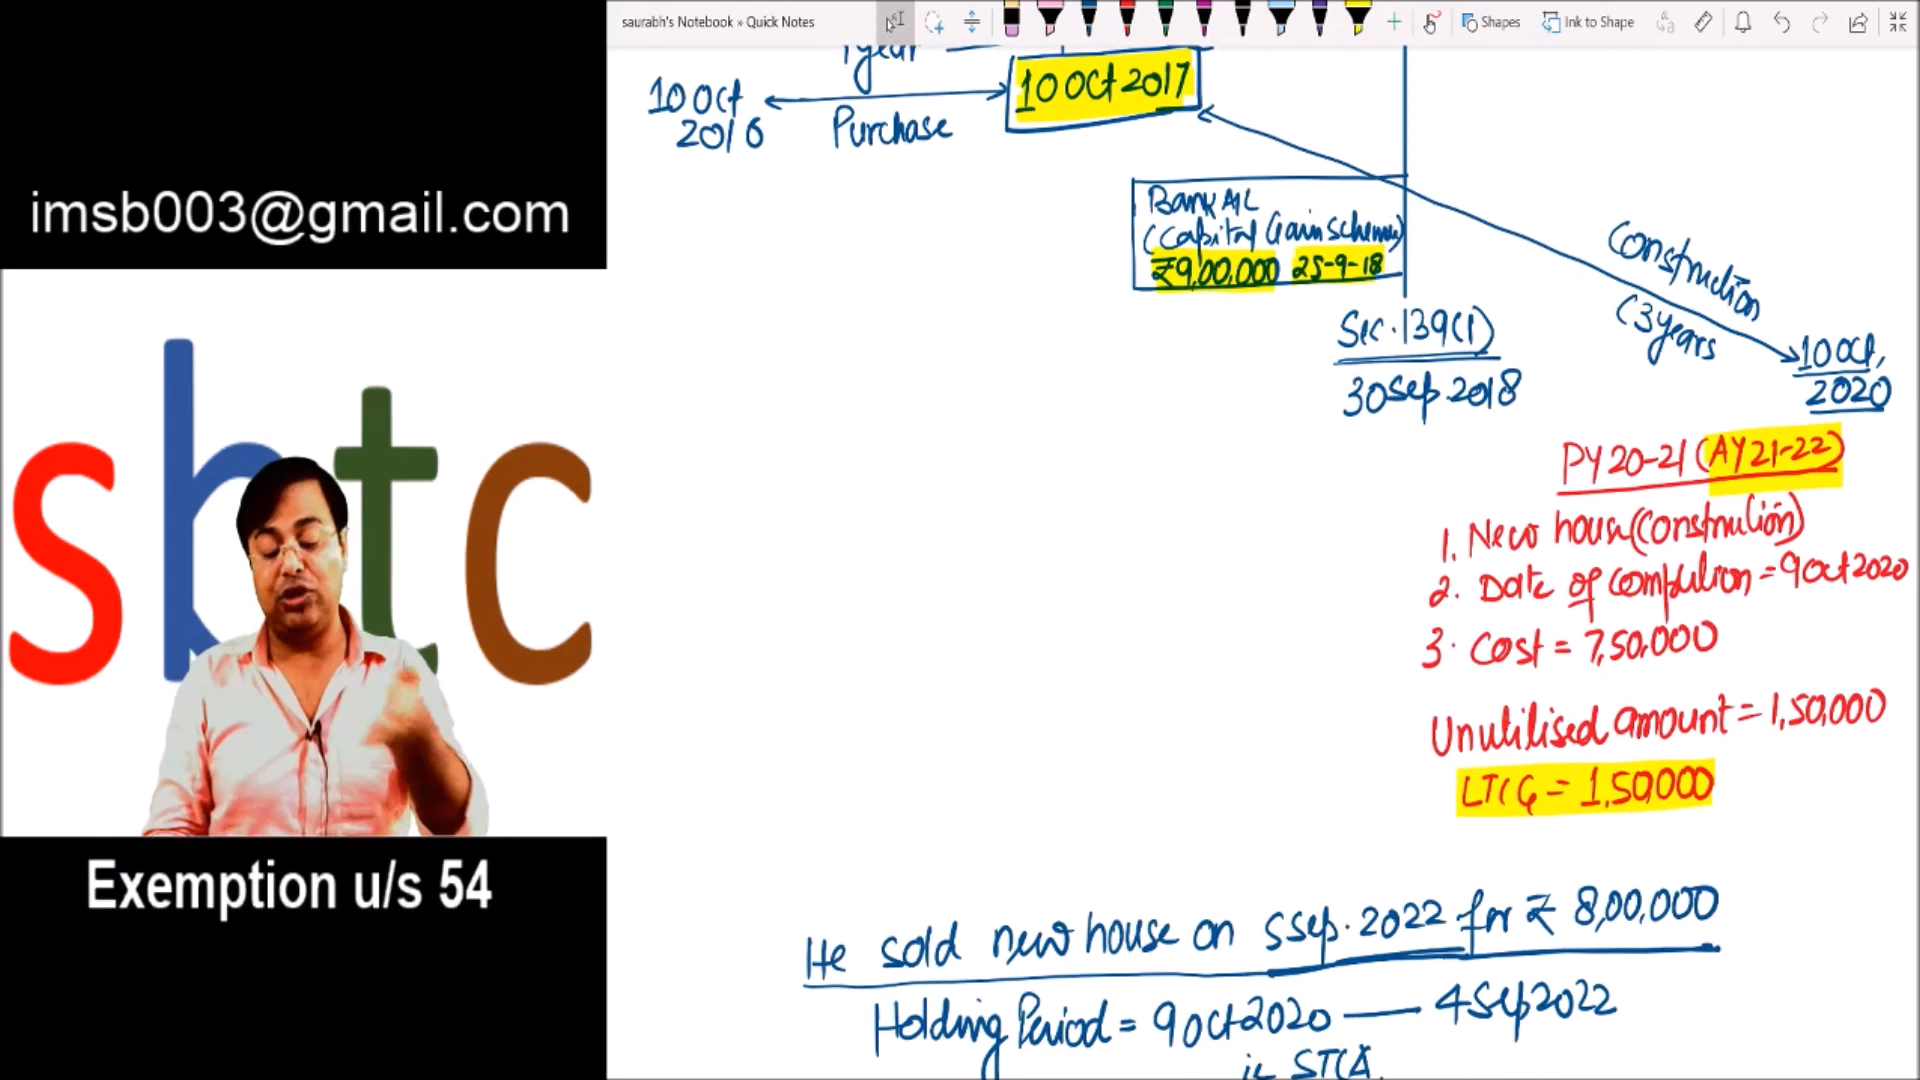 saurabh's Notebook » Quick Notes
Shapes
Ink to Shape
imsb003@gmail.com
sbtc
Exemption u/s 54
1year
10 Oct
2016
Purchase
10 Oct 2017
Bank A/c
(Capital Gain Scheme)
₹9,00,000 25-9-18
Sec.139(1)
30 Sep. 2018
Construction
(3years
10 Oct,
2020
PY 20-21 (AY 21-22)
1. New house (Construction)
2. Date of completion = 9 Oct 2020
3. Cost = 7,50,000
Unutilised amount = 1,50,000
LTCG = 1,50,000
He sold new house on 5 Sep. 2022 for ₹ 8,00,000
Holding Period = 9 Oct 2020 — 4 Sep 2022
ie STCA.